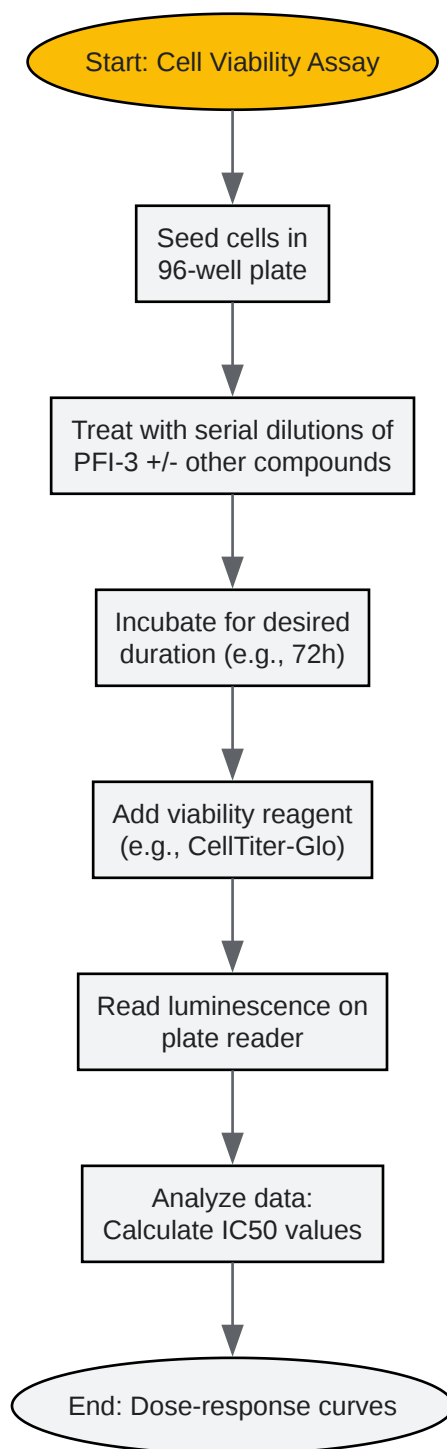 Start: Cell Viability Assay
Seed cells in
96-well plate
Treat with serial dilutions of
PFI-3 +/- other compounds
Incubate for desired
duration (e.g., 72h)
Add viability reagent
(e.g., CellTiter-Glo)
Read luminescence on
plate reader
Analyze data:
Calculate IC50 values
End: Dose-response curves